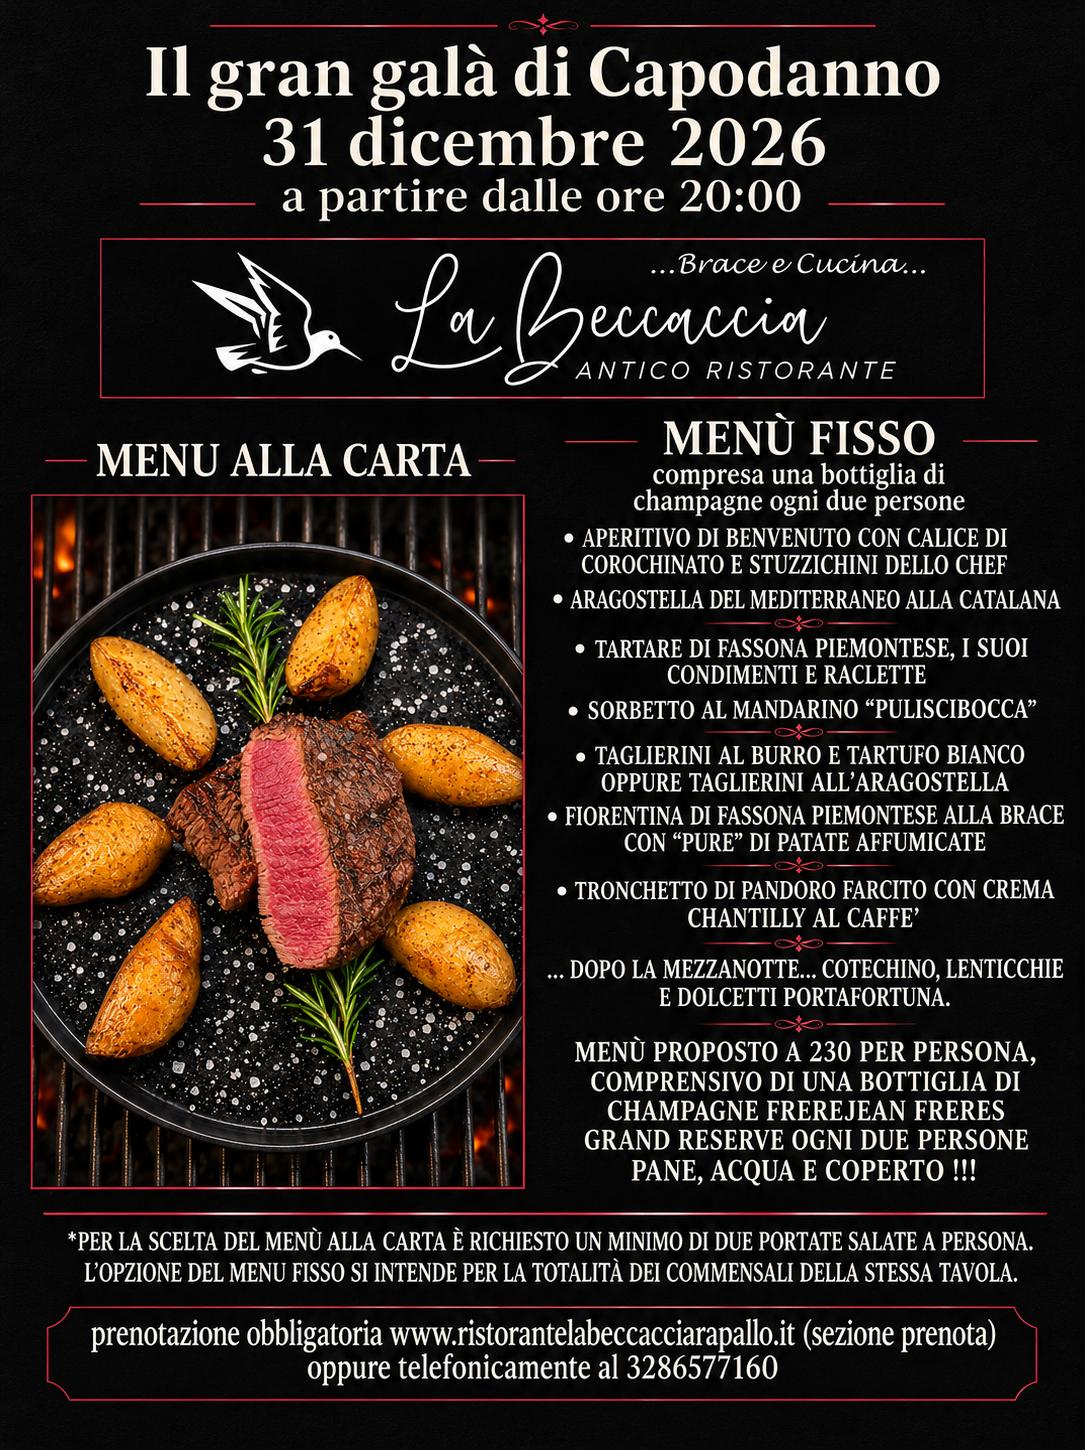 Il gran galà di Capodanno
31 dicembre 2026
a partire dalle ore 20:00
...Brace e Cucina...
La Beccaccia
ANTICO RISTORANTE
MENU ALLA CARTA
MENÙ FISSO
compresa una bottiglia di
champagne ogni due persone
• APERITIVO DI BENVENUTO CON CALICE DI
COROCHINATO E STUZZICHINI DELLO CHEF
• ARAGOSTELLA DEL MEDITERRANEO ALLA CATALANA
• TARTARE DI FASSONA PIEMONTESE, I SUOI
CONDIMENTI E RACLETTE
• SORBETTO AL MANDARINO “PULISCIBOCCA”
• TAGLIERINI AL BURRO E TARTUFO BIANCO
OPPURE TAGLIERINI ALL’ARAGOSTELLA
• FIORENTINA DI FASSONA PIEMONTESE ALLA BRACE
CON “PURE” DI PATATE AFFUMICATE
• TRONCHETTO DI PANDORO FARCITO CON CREMA
CHANTILLY AL CAFFE’
... DOPO LA MEZZANOTTE... COTECHINO, LENTICCHIE
E DOLCETTI PORTAFORTUNA.
MENÙ PROPOSTO A 230 PER PERSONA,
COMPRENSIVO DI UNA BOTTIGLIA DI
CHAMPAGNE FREREJEAN FRERES
GRAND RESERVE OGNI DUE PERSONE
PANE, ACQUA E COPERTO !!!
*PER LA SCELTA DEL MENÙ ALLA CARTA È RICHIESTO UN MINIMO DI DUE PORTATE SALATE A PERSONA.
L’OPZIONE DEL MENU FISSO SI INTENDE PER LA TOTALITÀ DEI COMMENSALI DELLA STESSA TAVOLA.
prenotazione obbligatoria www.ristorantelabeccacciarapallo.it (sezione prenota)
oppure telefonicamente al 3286577160